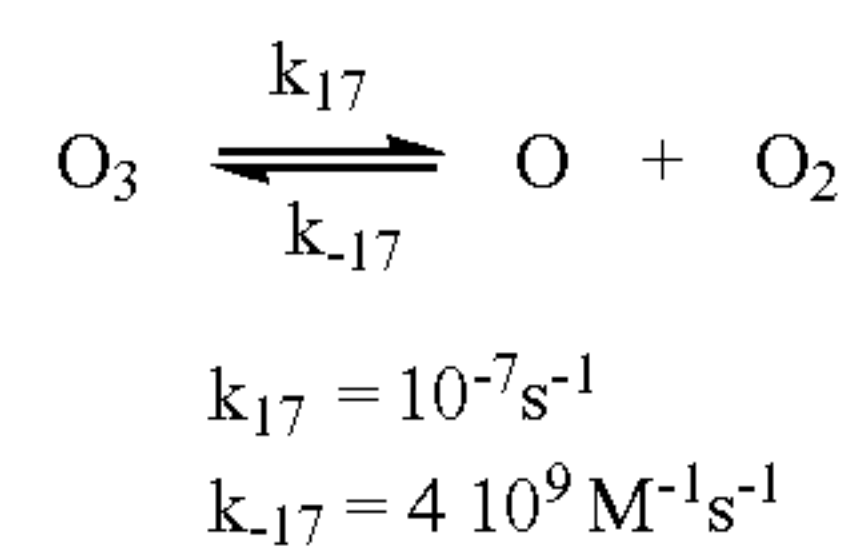 k₁₇
O₃ ⇌ O + O₂
k₋₁₇
k₁₇ = 10⁻⁷s⁻¹
k₋₁₇ = 4 10⁹ M⁻¹s⁻¹